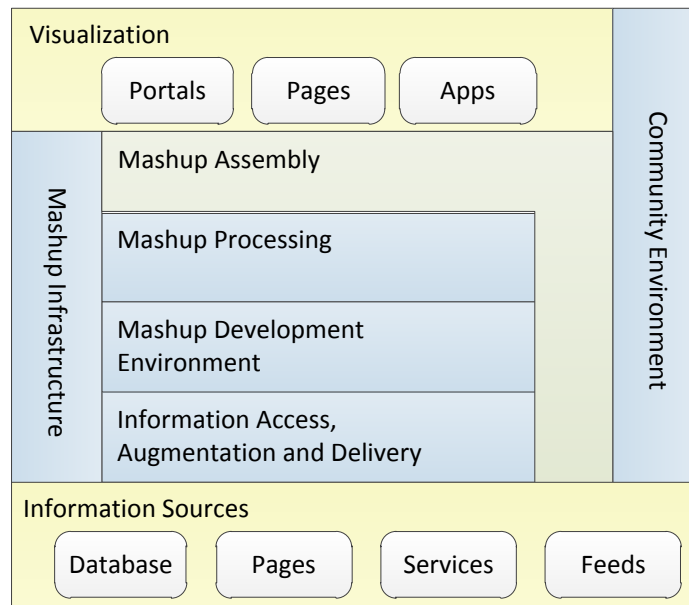 Visualization
Portals
Pages
Apps
Community Environment
Mashup Infrastructure
Mashup Assembly
Mashup Processing
Mashup Development
Environment
Information Access,
Augmentation and Delivery
Information Sources
Database
Pages
Services
Feeds